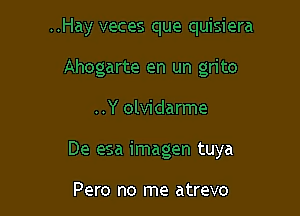 ..Hay veces que quisiera
Ahogarte en un grito
..Y olvidarme
De esa imagen tuya
Pero no me atrevo